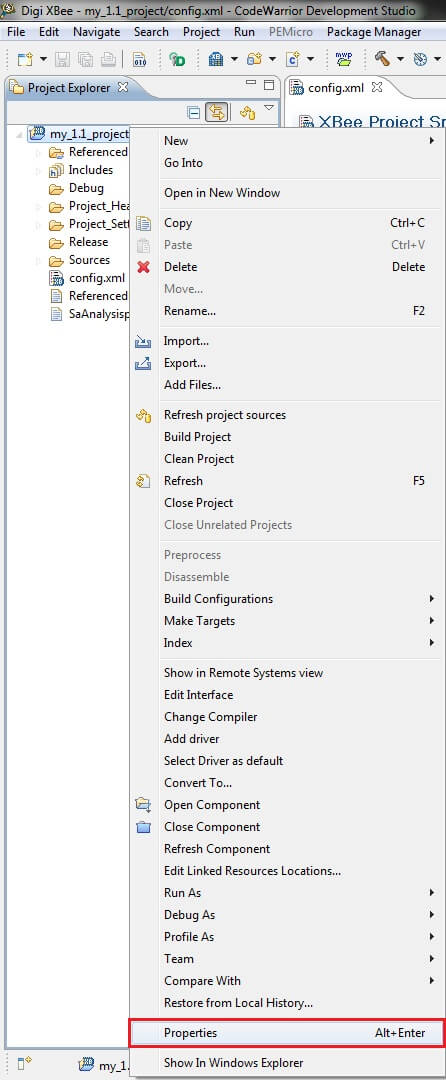 Digi XBee - my_1.1_project/config.xml - CodeWarrior Development Studio
File Edit Navigate Search Project Run PEMicro Package Manager
Project Explorer
config.xml
XBee Project
my_1.1_project
Referenced
Includes
Debug
Release
Sources
config.xml
Referenced
New
Go Into
Open in New Window
Copy Ctrl+C
Paste Ctrl+V
Delete Delete
Move...
Rename... F2
Import...
Export...
Add Files...
Refresh project sources
Build Project
Clean Project
Refresh F5
Close Project
Close Unrelated Projects
Preprocess
Disassemble
Build Configurations
Make Targets
Index
Show in Remote Systems view
Edit Interface
Change Compiler
Add driver
Select Driver as default
Convert To...
Open Component
Close Component
Refresh Component
Edit Linked Resources Locations...
Run As
Debug As
Profile As
Team
Compare With
Restore from Local History...
Properties Alt+Enter
Show In Windows Explorer